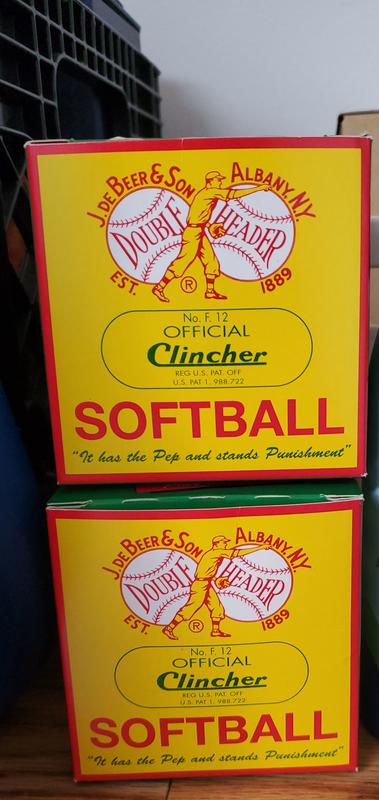 J. DE BEER & SON ALBANY, N.Y.
DOUBLE HEADER
EST. ® 1889
No. F. 12
OFFICIAL
Clincher
REG U.S. PAT. OFF
U.S. PAT 1. 988.722
SOFTBALL
"It has the Pep and stands Punishment"
J. DE BEER & SON ALBANY, N.Y.
DOUBLE HEADER
EST. ® 1889
No. F. 12
OFFICIAL
Clincher
REG U.S. PAT. OFF
U.S. PAT 1. 988.722
SOFTBALL
"It has the Pep and stands Punishment"